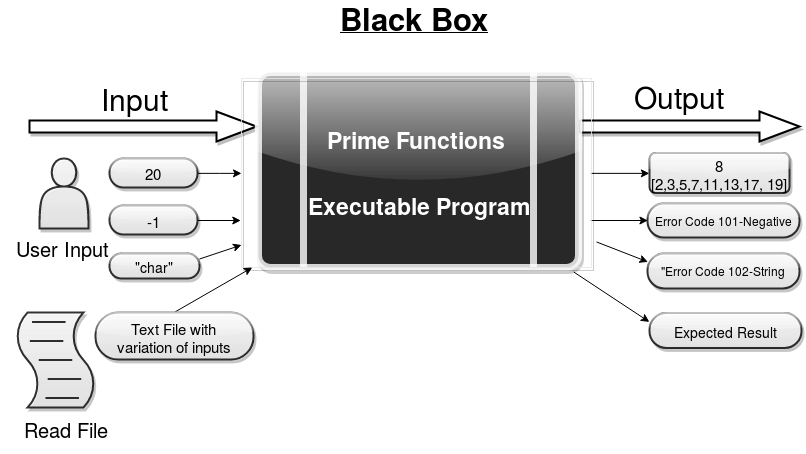 Black Box
Input
Output
Prime Functions
Executable Program
20
-1
"char"
User Input
Text File with
variation of inputs
Read File
8
[2,3,5,7,11,13,17, 19]
Error Code 101-Negative
"Error Code 102-String
Expected Result